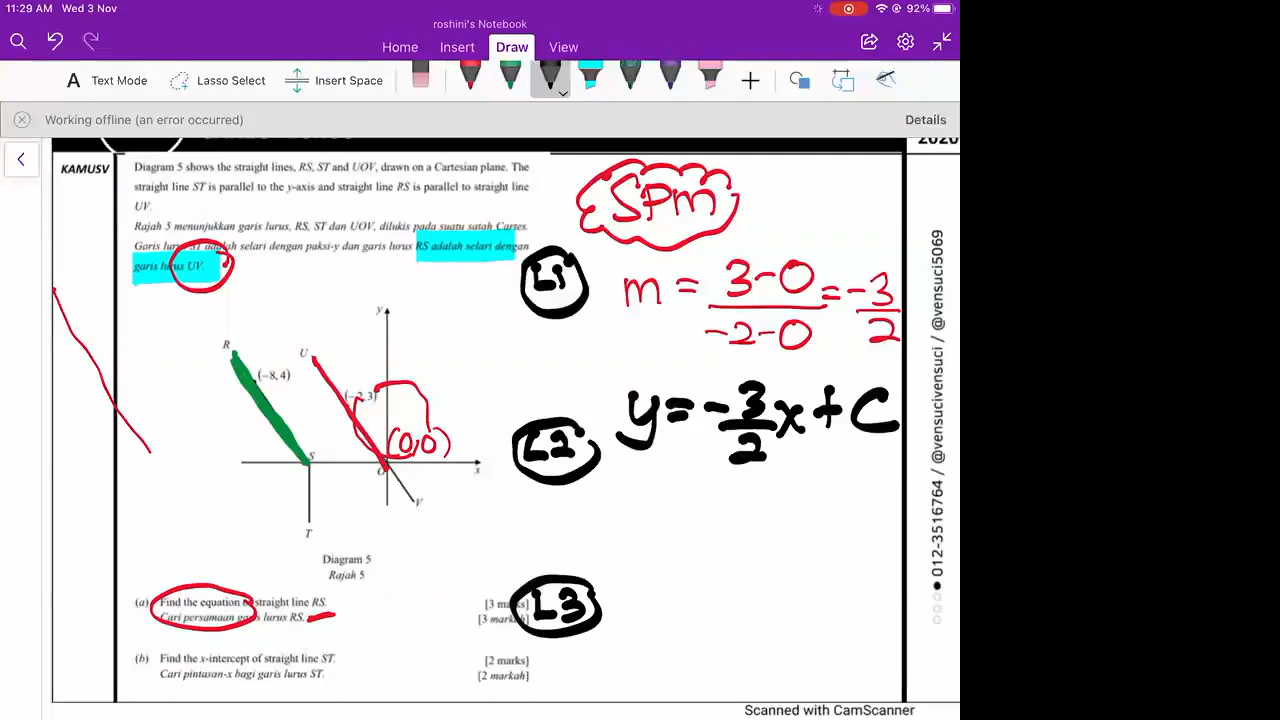 11:29 AM Wed 3 Nov
92%
roshini's Notebook
Home Insert Draw View
Text Mode Lasso Select Insert Space
Working offline (an error occurred) Details
2020
KAMUSV
Diagram 5 shows the straight lines, RS, ST and UOV, drawn on a Cartesian plane. The
straight line ST is parallel to the y-axis and straight line RS is parallel to straight line
UV.
Rajah 5 menunjukkan garis lurus, RS, ST dan UOV, dilukis pada suatu satah Cartes.
Garis lurus ST adalah selari dengan paksi-y dan garis lurus RS adalah selari dengan
garis lurus UV.
SPm
L1
m = 3-0 / -2-0 = -3/2
L2
y = -3/2 x + C
y
R
U
(-8, 4)
(-2, 3)
(0,0)
S
O
x
V
T
Diagram 5
Rajah 5
(a) Find the equation of straight line RS. [3 marks]
Cari persamaan garis lurus RS. [3 markah]
L3
(b) Find the x-intercept of straight line ST. [2 marks]
Cari pintasan-x bagi garis lurus ST. [2 markah]
012-3516764 / @vensucivensuci / @vensuci5069
Scanned with CamScanner